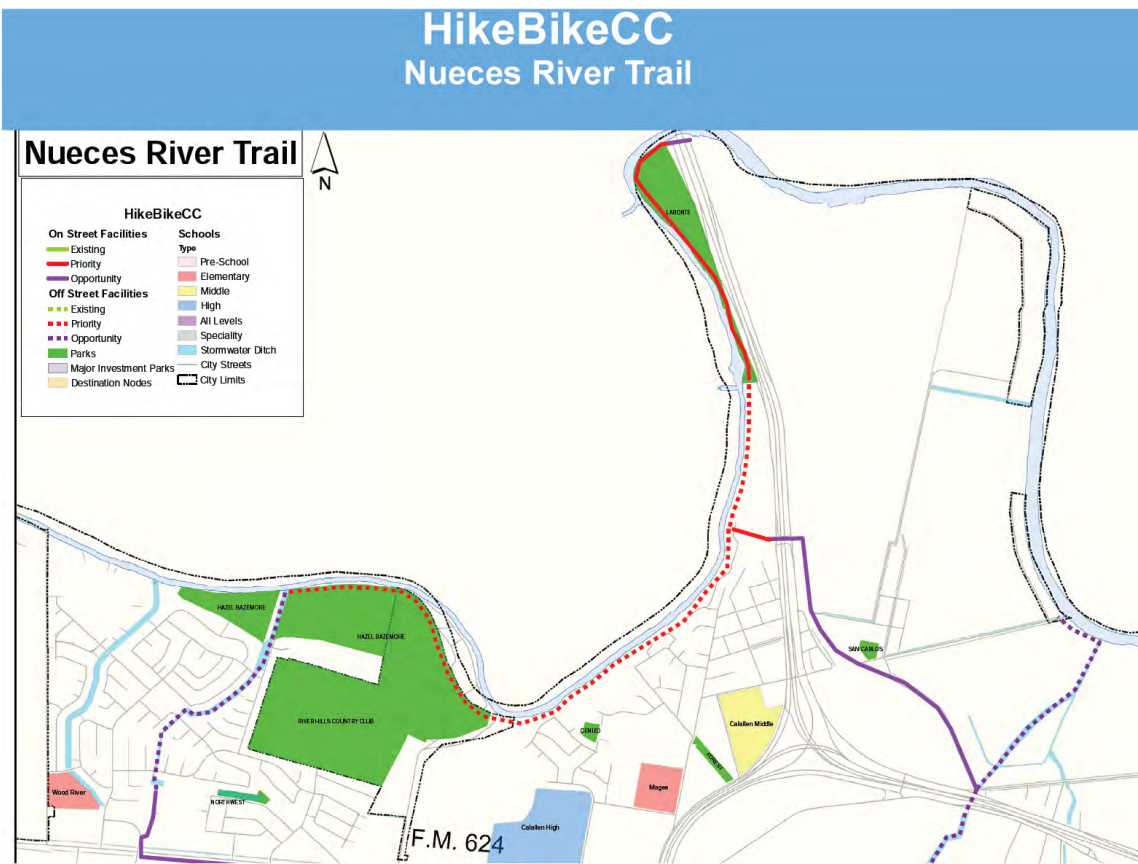 HikeBikeCC
Nueces River Trail
Nueces River Trail
N
HikeBikeCC
On Street Facilities
Existing
Priority
Opportunity
Off Street Facilities
Existing
Priority
Opportunity
Parks
Major Investment Parks
Destination Nodes
Schools
Type
Pre-School
Elementary
Middle
High
All Levels
Speciality
Stormwater Ditch
City Streets
City Limits
LABONTE
HAZEL BAZEMORE
HAZEL BAZEMORE
SAN CARLOS
RIVER HILLS COUNTRY CLUB
Calallen Middle
CENIZO
FOREST
Wood River
NORTHWEST
Magee
Calallen High
F.M. 624